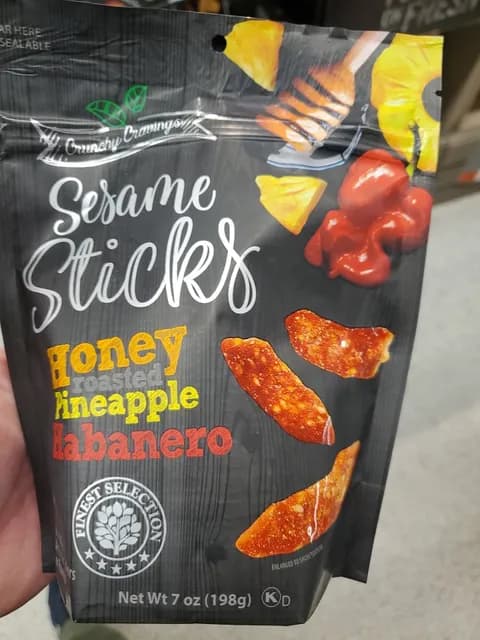 AR HERE
SEALABLE
Crunchy Cravings
Sesame
Sticks
Honey
roasted
Pineapple
Habanero
FINEST SELECTION
Net Wt 7 oz (198g) K D